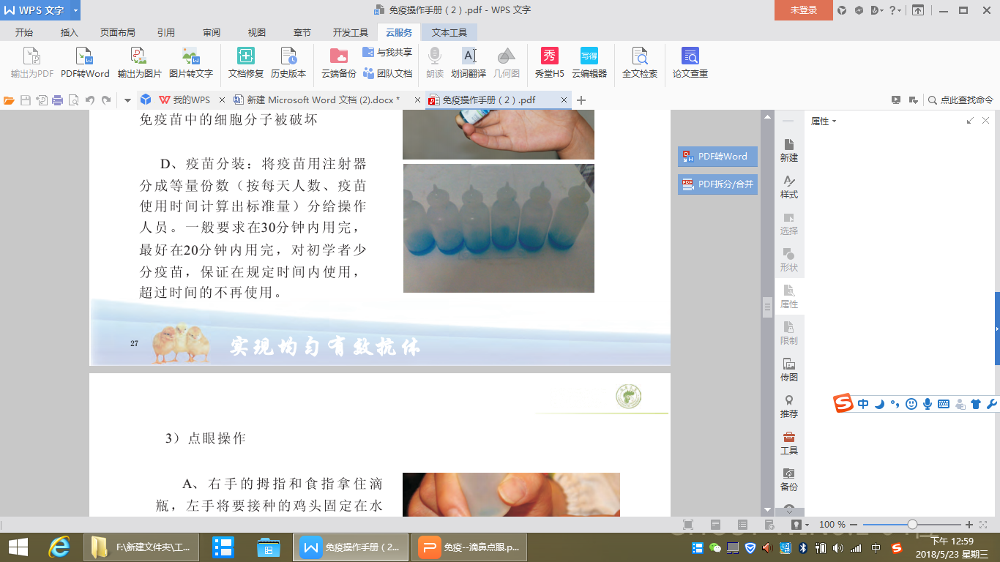 WPS 文字
免疫操作手册（2）.pdf - WPS 文字
未登录
开始 插入 页面布局 引用 审阅 视图 章节 开发工具 云服务 文本工具
输出为PDF PDF转Word 输出为图片 图片转文字 文档修复 历史版本 云端备份 与我共享 团队文档 朗读 划词翻译 几何图 秀堂H5 云编辑器 全文检索 论文查重
秀
写得
我的WPS
新建 Microsoft Word 文档 (2).docx *
免疫操作手册（2）.pdf
点此查找命令
免疫苗中的细胞分子被破坏
D、疫苗分装：将疫苗用注射器
分成等量份数（按每天人数、疫苗
使用时间计算出标准量）分给操作
人员。一般要求在30分钟内用完，
最好在20分钟内用完，对初学者少
分疫苗，保证在规定时间内使用，
超过时间的不再使用。
27
实现均匀有效抗体
3）点眼操作
A、右手的拇指和食指拿住滴
瓶，左手将要接种的鸡头固定在水
PDF转Word
PDF拆分/合并
新建
样式
选择
形状
属性
限制
传图
推荐
工具
备份
属性
中
100 %
F:\新建文件夹\工...
免疫操作手册（2...
免疫--滴鼻点眼.p...
中
下午 12:59
2018/5/23 星期三